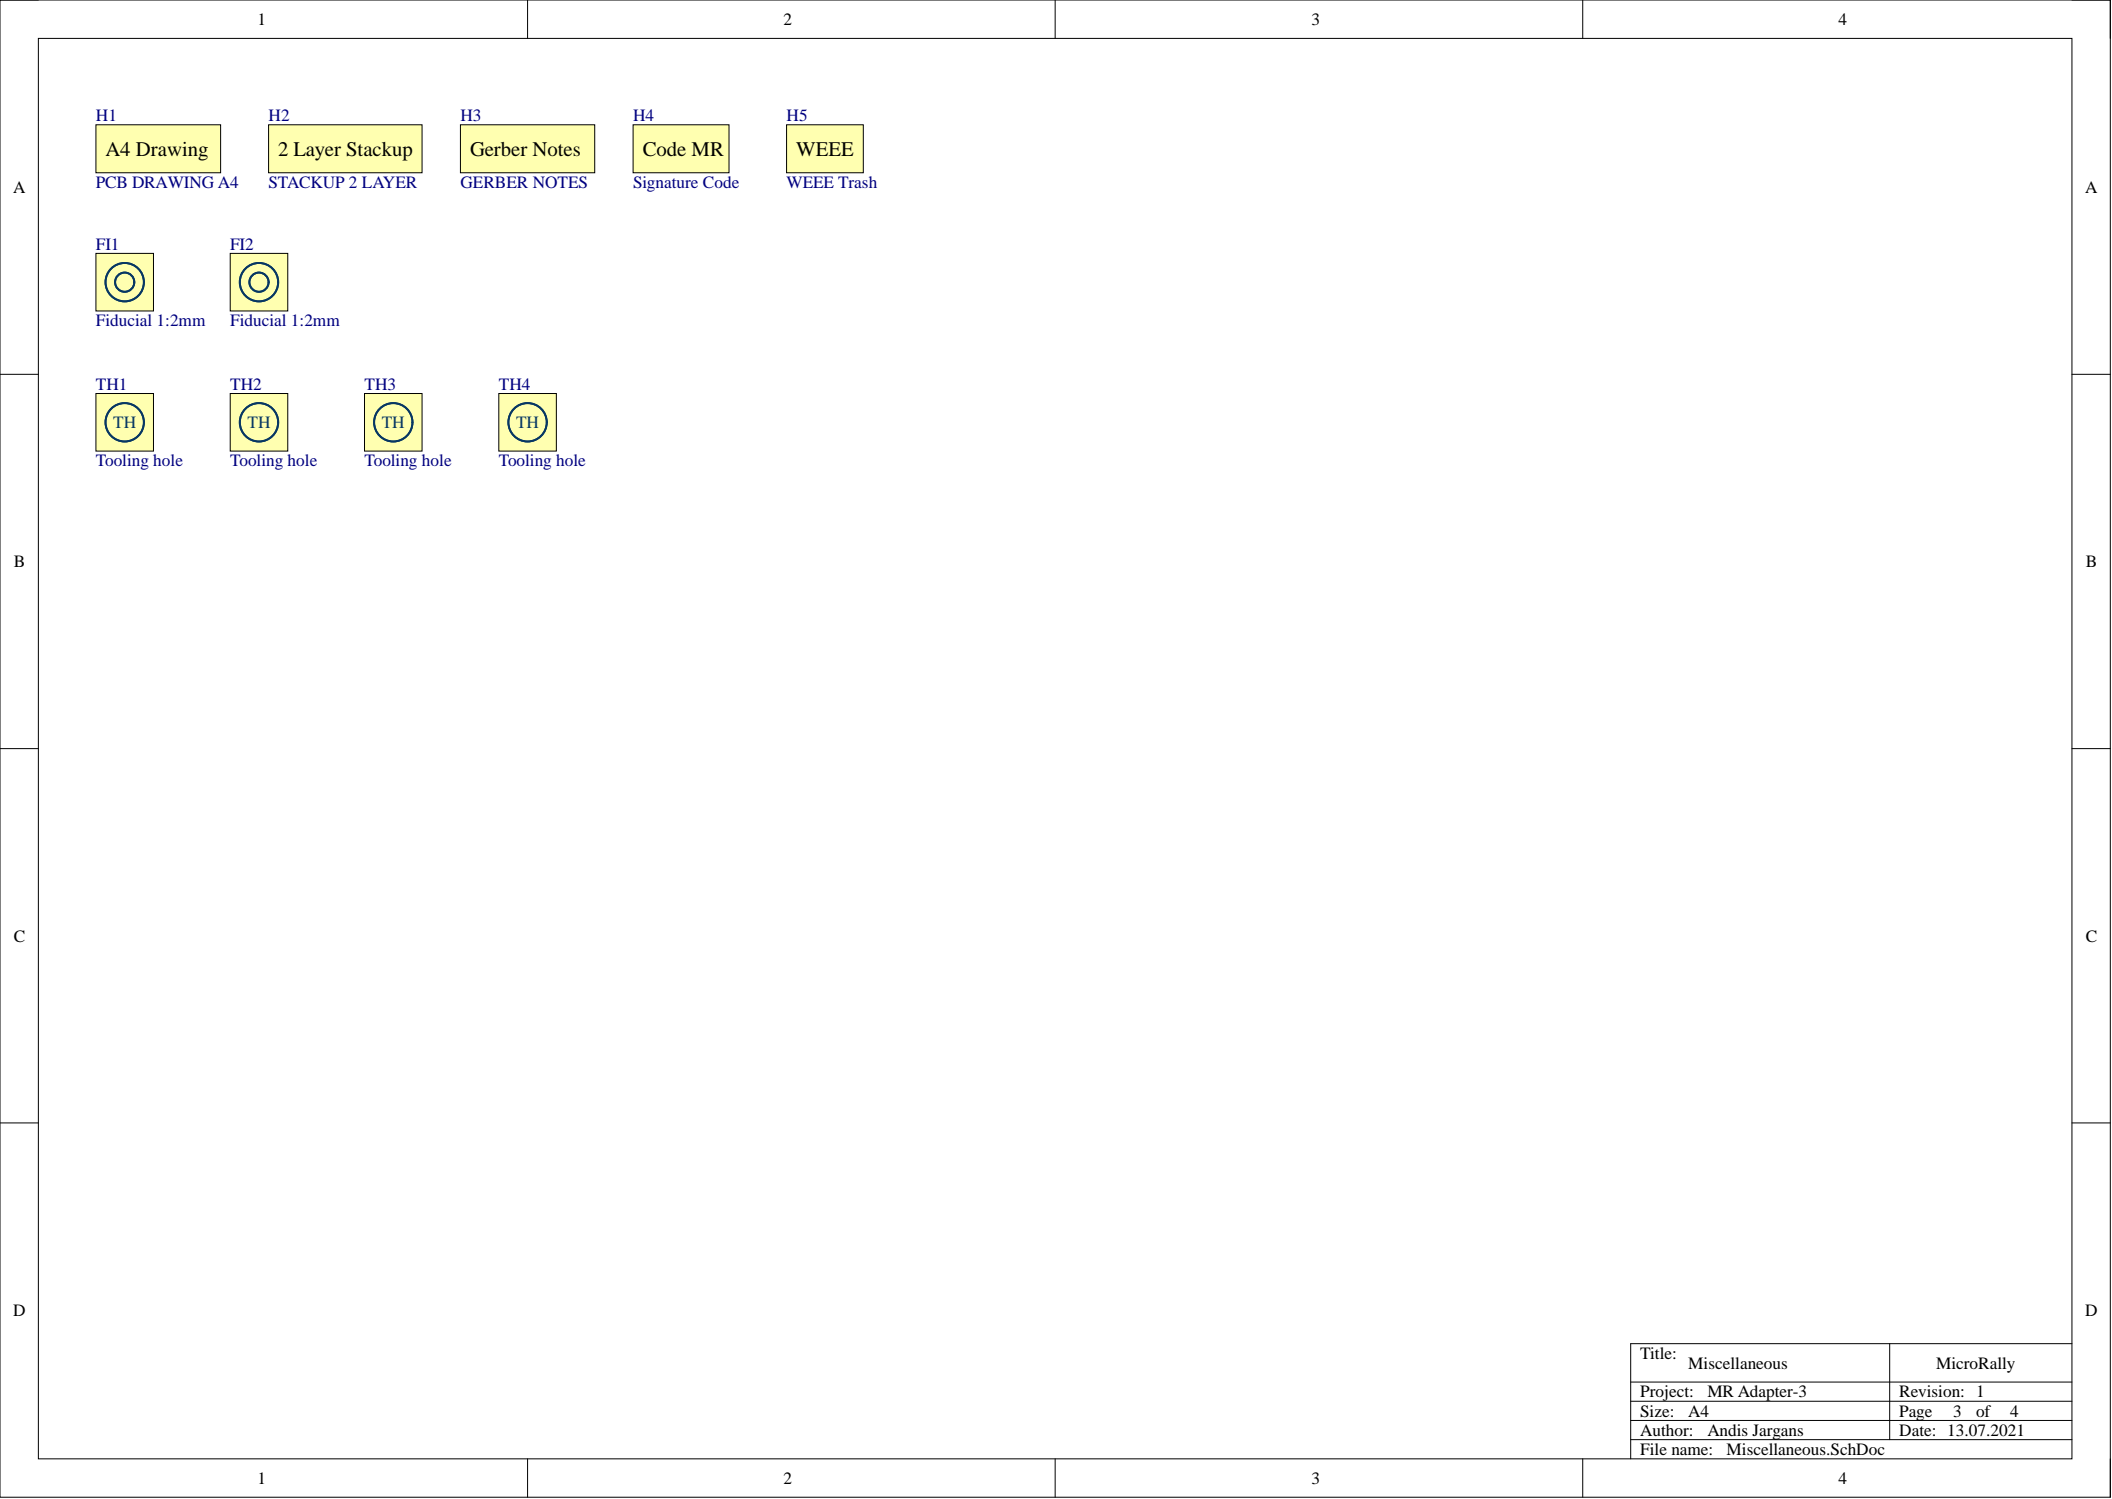 1 2 3 4
H1 H2 H3 H4 H5
A4 Drawing 2 Layer Stackup Gerber Notes Code MR WEEE
PCB DRAWING A4 STACKUP 2 LAYER GERBER NOTES Signature Code WEEE Trash
A A
FI1 FI2
Fiducial 1:2mm Fiducial 1:2mm
TH1 TH2 TH3 TH4
TH TH TH TH
Tooling hole Tooling hole Tooling hole Tooling hole
B B
C C
D D
Title: Miscellaneous MicroRally
Project: MR Adapter-3 Revision: 1
Size: A4 Page 3 of 4
Author: Andis Jargans Date: 13.07.2021
File name: Miscellaneous.SchDoc
1 2 3 4